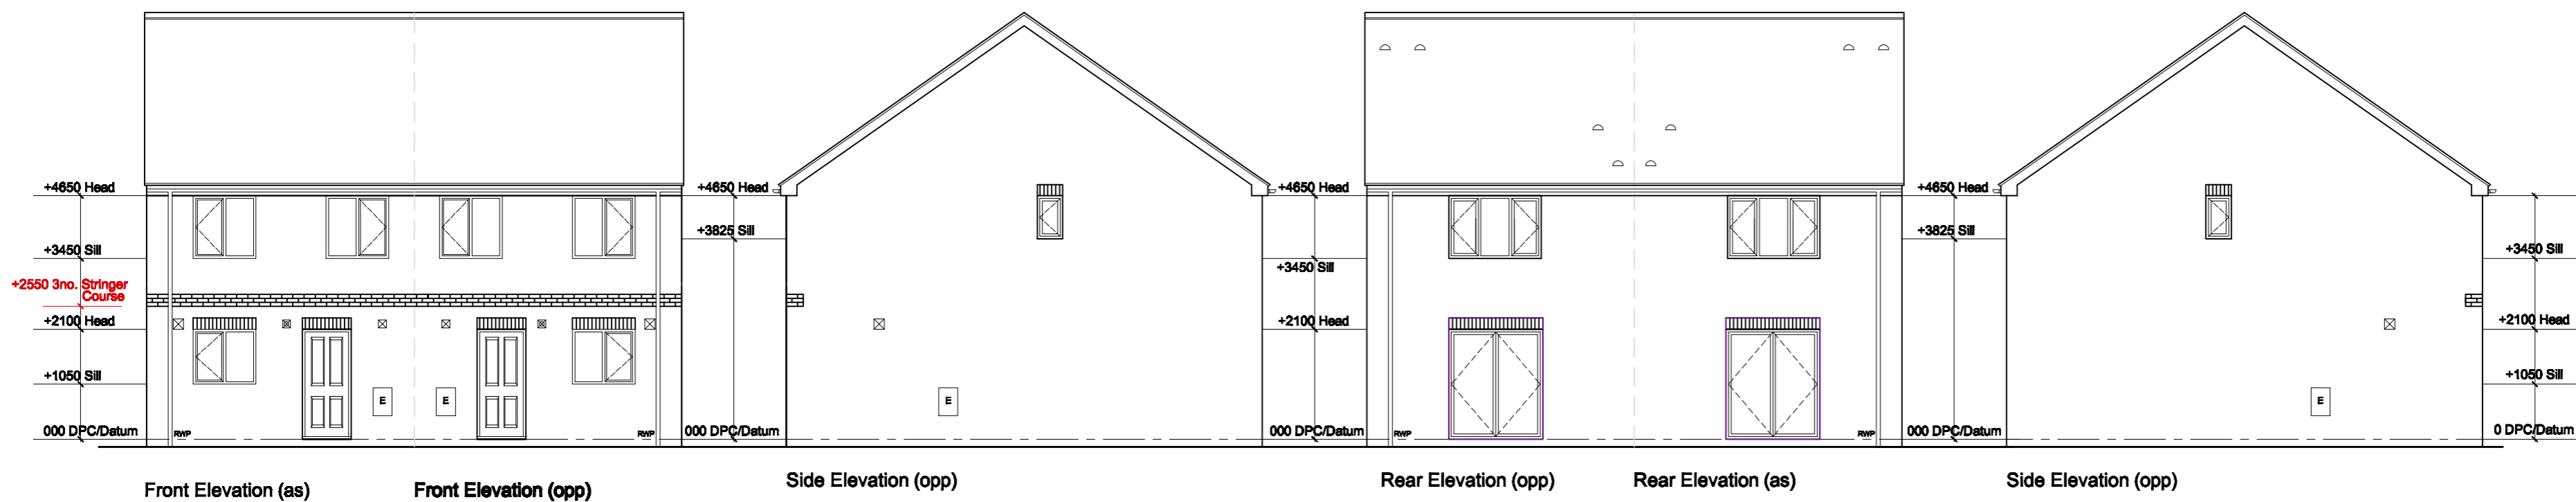 +4650 Head
+3450 Sill
+2550 3no. Stringer
Course
+2100 Head
+1050 Sill
000 DPC/Datum
RWP
E
E
RWP
Front Elevation (as)
Front Elevation (opp)
+4650 Head
+3825 Sill
000 DPC/Datum
E
Side Elevation (opp)
+4650 Head
+3450 Sill
+2100 Head
000 DPC/Datum
RWP
RWP
Rear Elevation (opp)
Rear Elevation (as)
+4650 Head
+3825 Sill
000 DPC/Datum
E
Side Elevation (opp)
+3450 Sill
+2100 Head
+1050 Sill
0 DPC/Datum